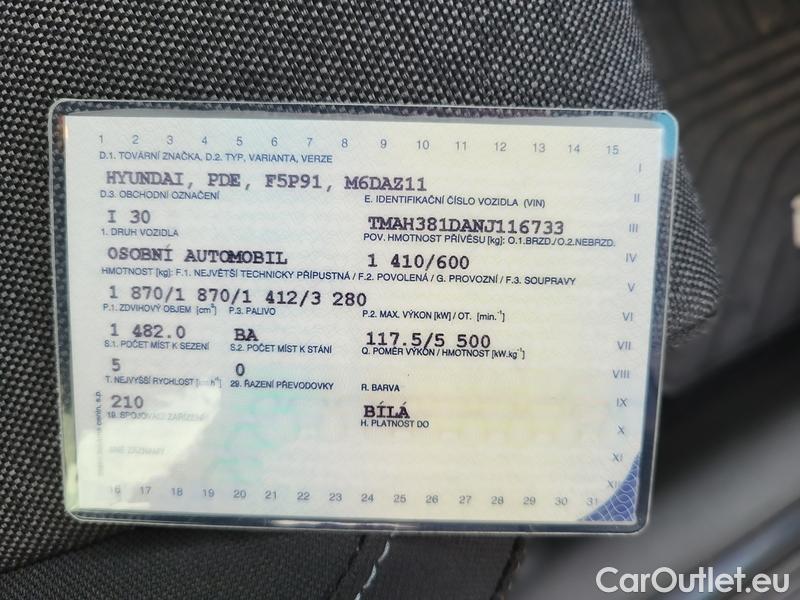 1 2 3 4 5 6 7 8 9 10 11 12 13 14 15
D.1. TOVÁRNÍ ZNAČKA, D.2. TYP, VARIANTA, VERZE
I
HYUNDAI, PDE, F5P91, M6DAZ11
D.3. OBCHODNÍ OZNAČENÍ E. IDENTIFIKAČNÍ ČÍSLO VOZIDLA (VIN)
II
I 30 TMAH381DANJ116733
III
1. DRUH VOZIDLA POV. HMOTNOST PŘÍVĚSU [kg]: O.1.BRZD./O.2.NEBRZD.
OSOBNÍ AUTOMOBIL 1 410/600
IV
HMOTNOST [kg]: F.1. NEJVĚTŠÍ TECHNICKY PŘÍPUSTNÁ / F.2. POVOLENÁ / G. PROVOZNÍ / F.3. SOUPRAVY
V
1 870/1 870/1 412/3 280
P.1. ZDVIHOVÝ OBJEM [cm³] P.3. PALIVO P.2. MAX. VÝKON [kW] / OT. [min.⁻¹]
VI
1 482.0 BA 117.5/5 500
VII
S.1. POČET MÍST K SEZENÍ S.2. POČET MÍST K STÁNÍ Q. POMĚR VÝKON / HMOTNOST [kW.kg⁻¹]
5 0
VIII
T. NEJVYŠŠÍ RYCHLOST 29. ŘAZENÍ PŘEVODOVKY R. BARVA
210 BÍLÁ
IX
19. SPOJOVACÍ ZAŘÍZENÍ H. PLATNOST DO
X
JINÉ ZÁZNAMY
XI
XII
16 17 18 19 20 21 22 23 24 25 26 27 28 29 30 31
CarOutlet.eu